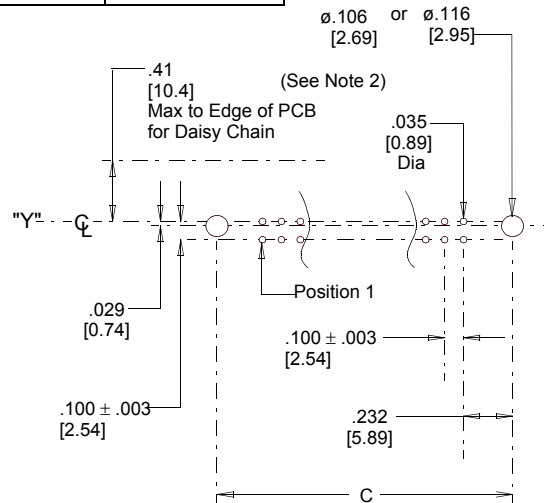 ø.106 or ø.116
[2.69] [2.95]
.41
[10.4]
Max to Edge of PCB
for Daisy Chain
(See Note 2)
.035
[0.89]
Dia
"Y" ℄
Position 1
.029
[0.74]
.100 ± .003
[2.54]
.100 ± .003
[2.54]
.232
[5.89]
C